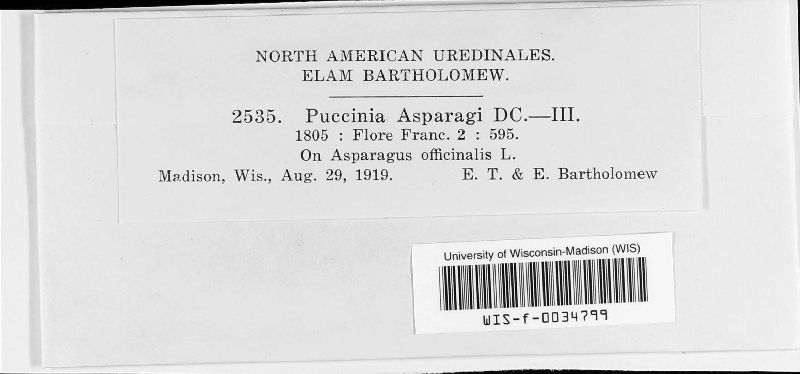 NORTH AMERICAN UREDINALES.
ELAM BARTHOLOMEW.
2535. Puccinia Asparagi DC.—III.
1805 : Flore Franc. 2 : 595.
On Asparagus officinalis L.
Madison, Wis., Aug. 29, 1919. E. T. & E. Bartholomew
University of Wisconsin-Madison (WIS)
WIS-f-0034799